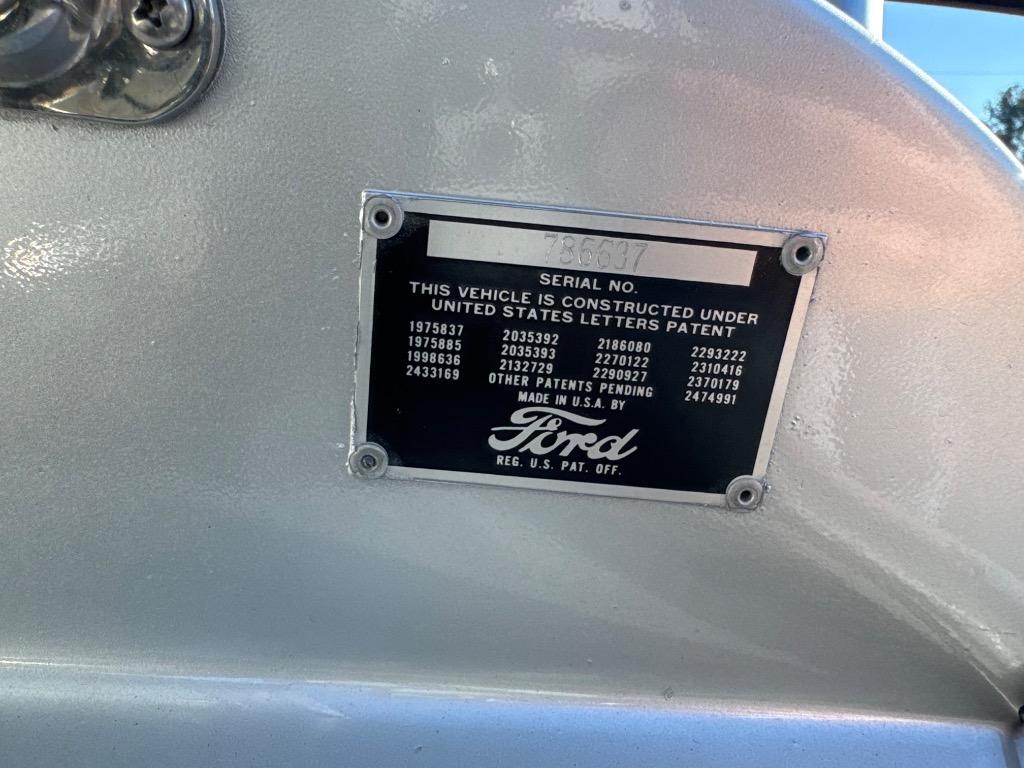 786637
SERIAL NO.
THIS VEHICLE IS CONSTRUCTED UNDER
UNITED STATES LETTERS PATENT
1975837 2035392 2186080 2293222
1975885 2035393 2270122 2310416
1998636 2132729 2290927 2370179
2433169 OTHER PATENTS PENDING 2474991
MADE IN U.S.A. BY
Ford
REG. U.S. PAT. OFF.